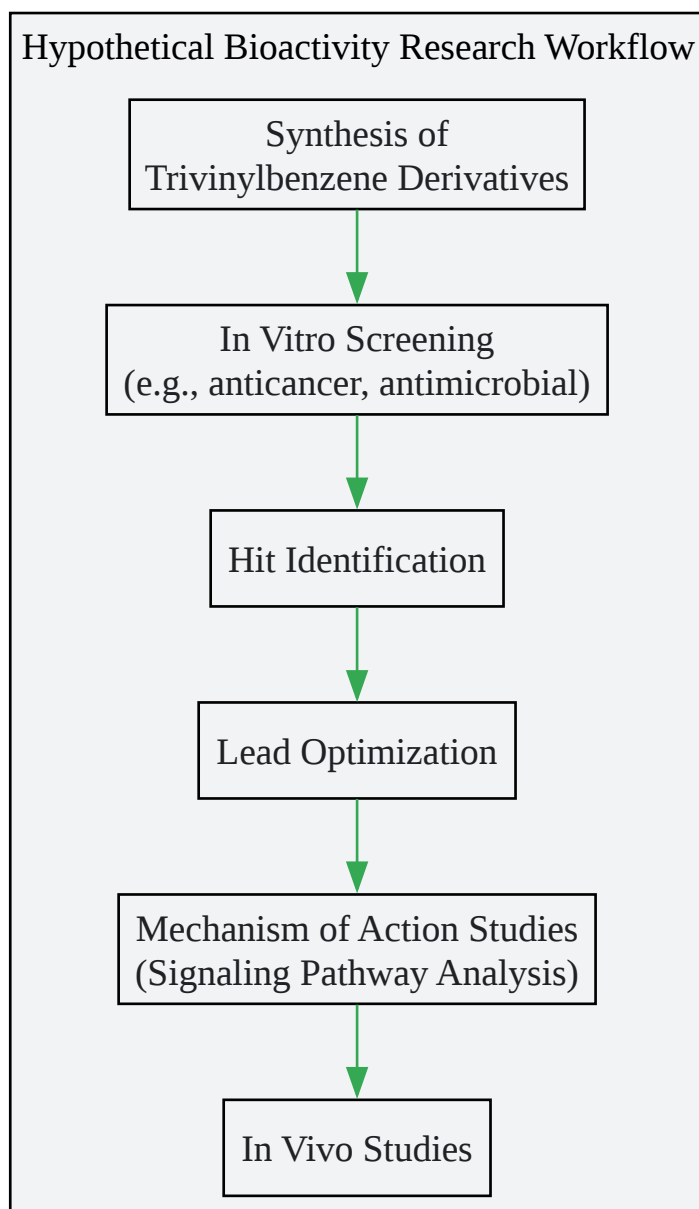 Hypothetical Bioactivity Research Workflow
Synthesis of
Trivinylbenzene Derivatives
In Vitro Screening
(e.g., anticancer, antimicrobial)
Hit Identification
Lead Optimization
Mechanism of Action Studies
(Signaling Pathway Analysis)
In Vivo Studies